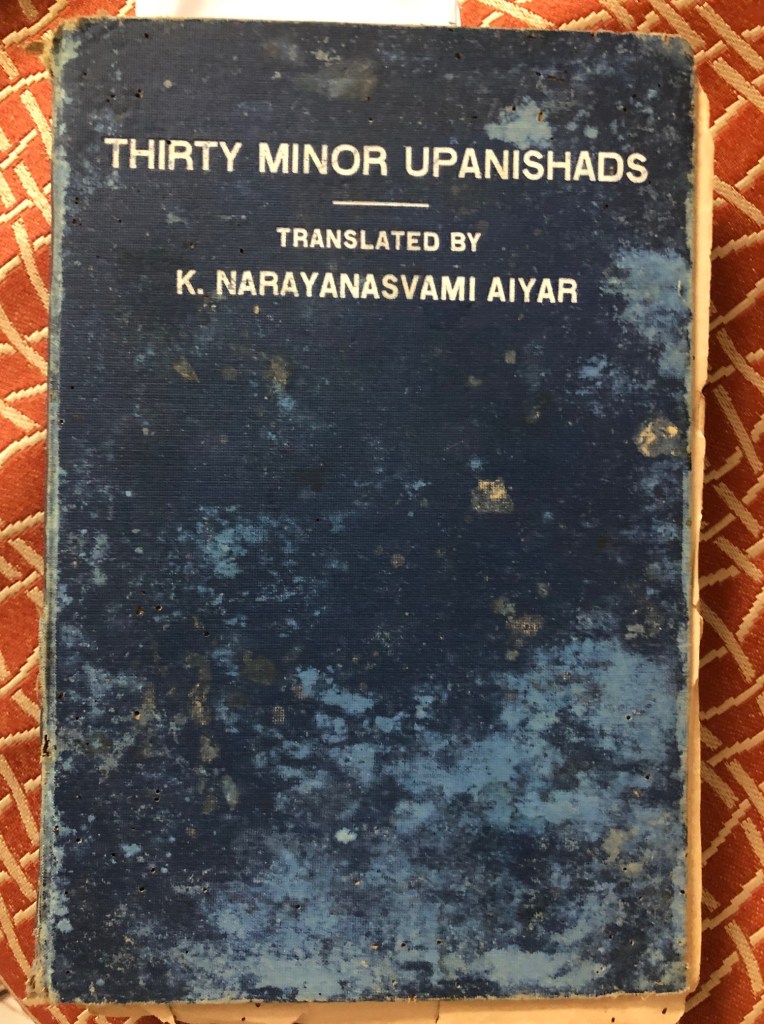 THIRTY MINOR UPANISHADS
TRANSLATED BY
K. NARAYANASVAMI AIYAR